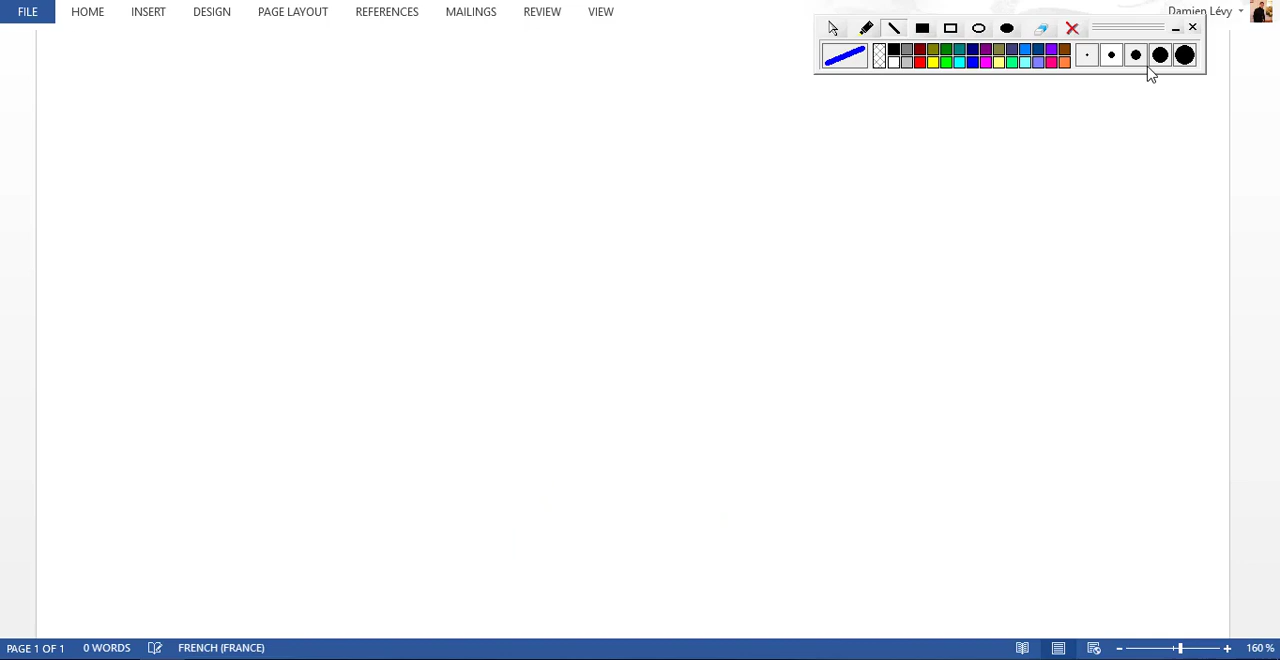 FILE HOME INSERT DESIGN PAGE LAYOUT REFERENCES MAILINGS REVIEW VIEW Damien Lévy
PAGE 1 OF 1 0 WORDS FRENCH (FRANCE) 160 %